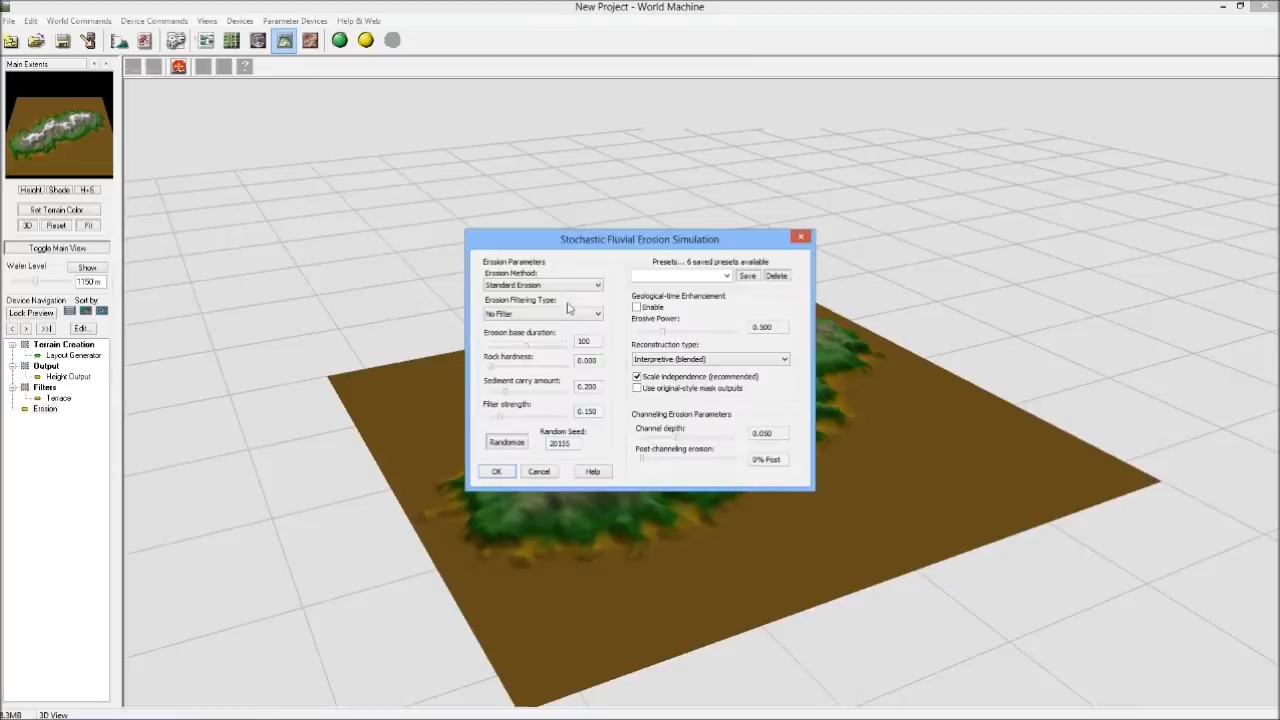 New Project - World Machine
File Edit World Commands Device Commands Views Devices Parameter Devices Help & Web
Main Extents
Height Shade H+S
Set Terrain Color
3D Reset Fit
Toggle Main View
Water Level Show
1150 m
Device Navigation Sort by:
Lock Preview
< > >>| Edit...
Terrain Creation
Layout Generator
Output
Height Output
Filters
Terrace
Erosion
?
Stochastic Fluvial Erosion Simulation
Erosion Parameters
Erosion Method:
Standard Erosion
Erosion Filtering Type:
No Filter
Erosion base duration:
100
Rock hardness:
0.000
Sediment carry amount:
0.200
Filter strength:
0.150
Randomize
Random Seed:
20155
OK Cancel Help
Presets... 6 saved presets available
Save Delete
Geological-time Enhancement
Enable
Erosive Power:
0.500
Reconstruction type:
Interpretive (blended)
Scale independence (recommended)
Use original-style mask outputs
Channeling Erosion Parameters
Channel depth:
0.050
Post-channeling erosion:
0% Post
3D View